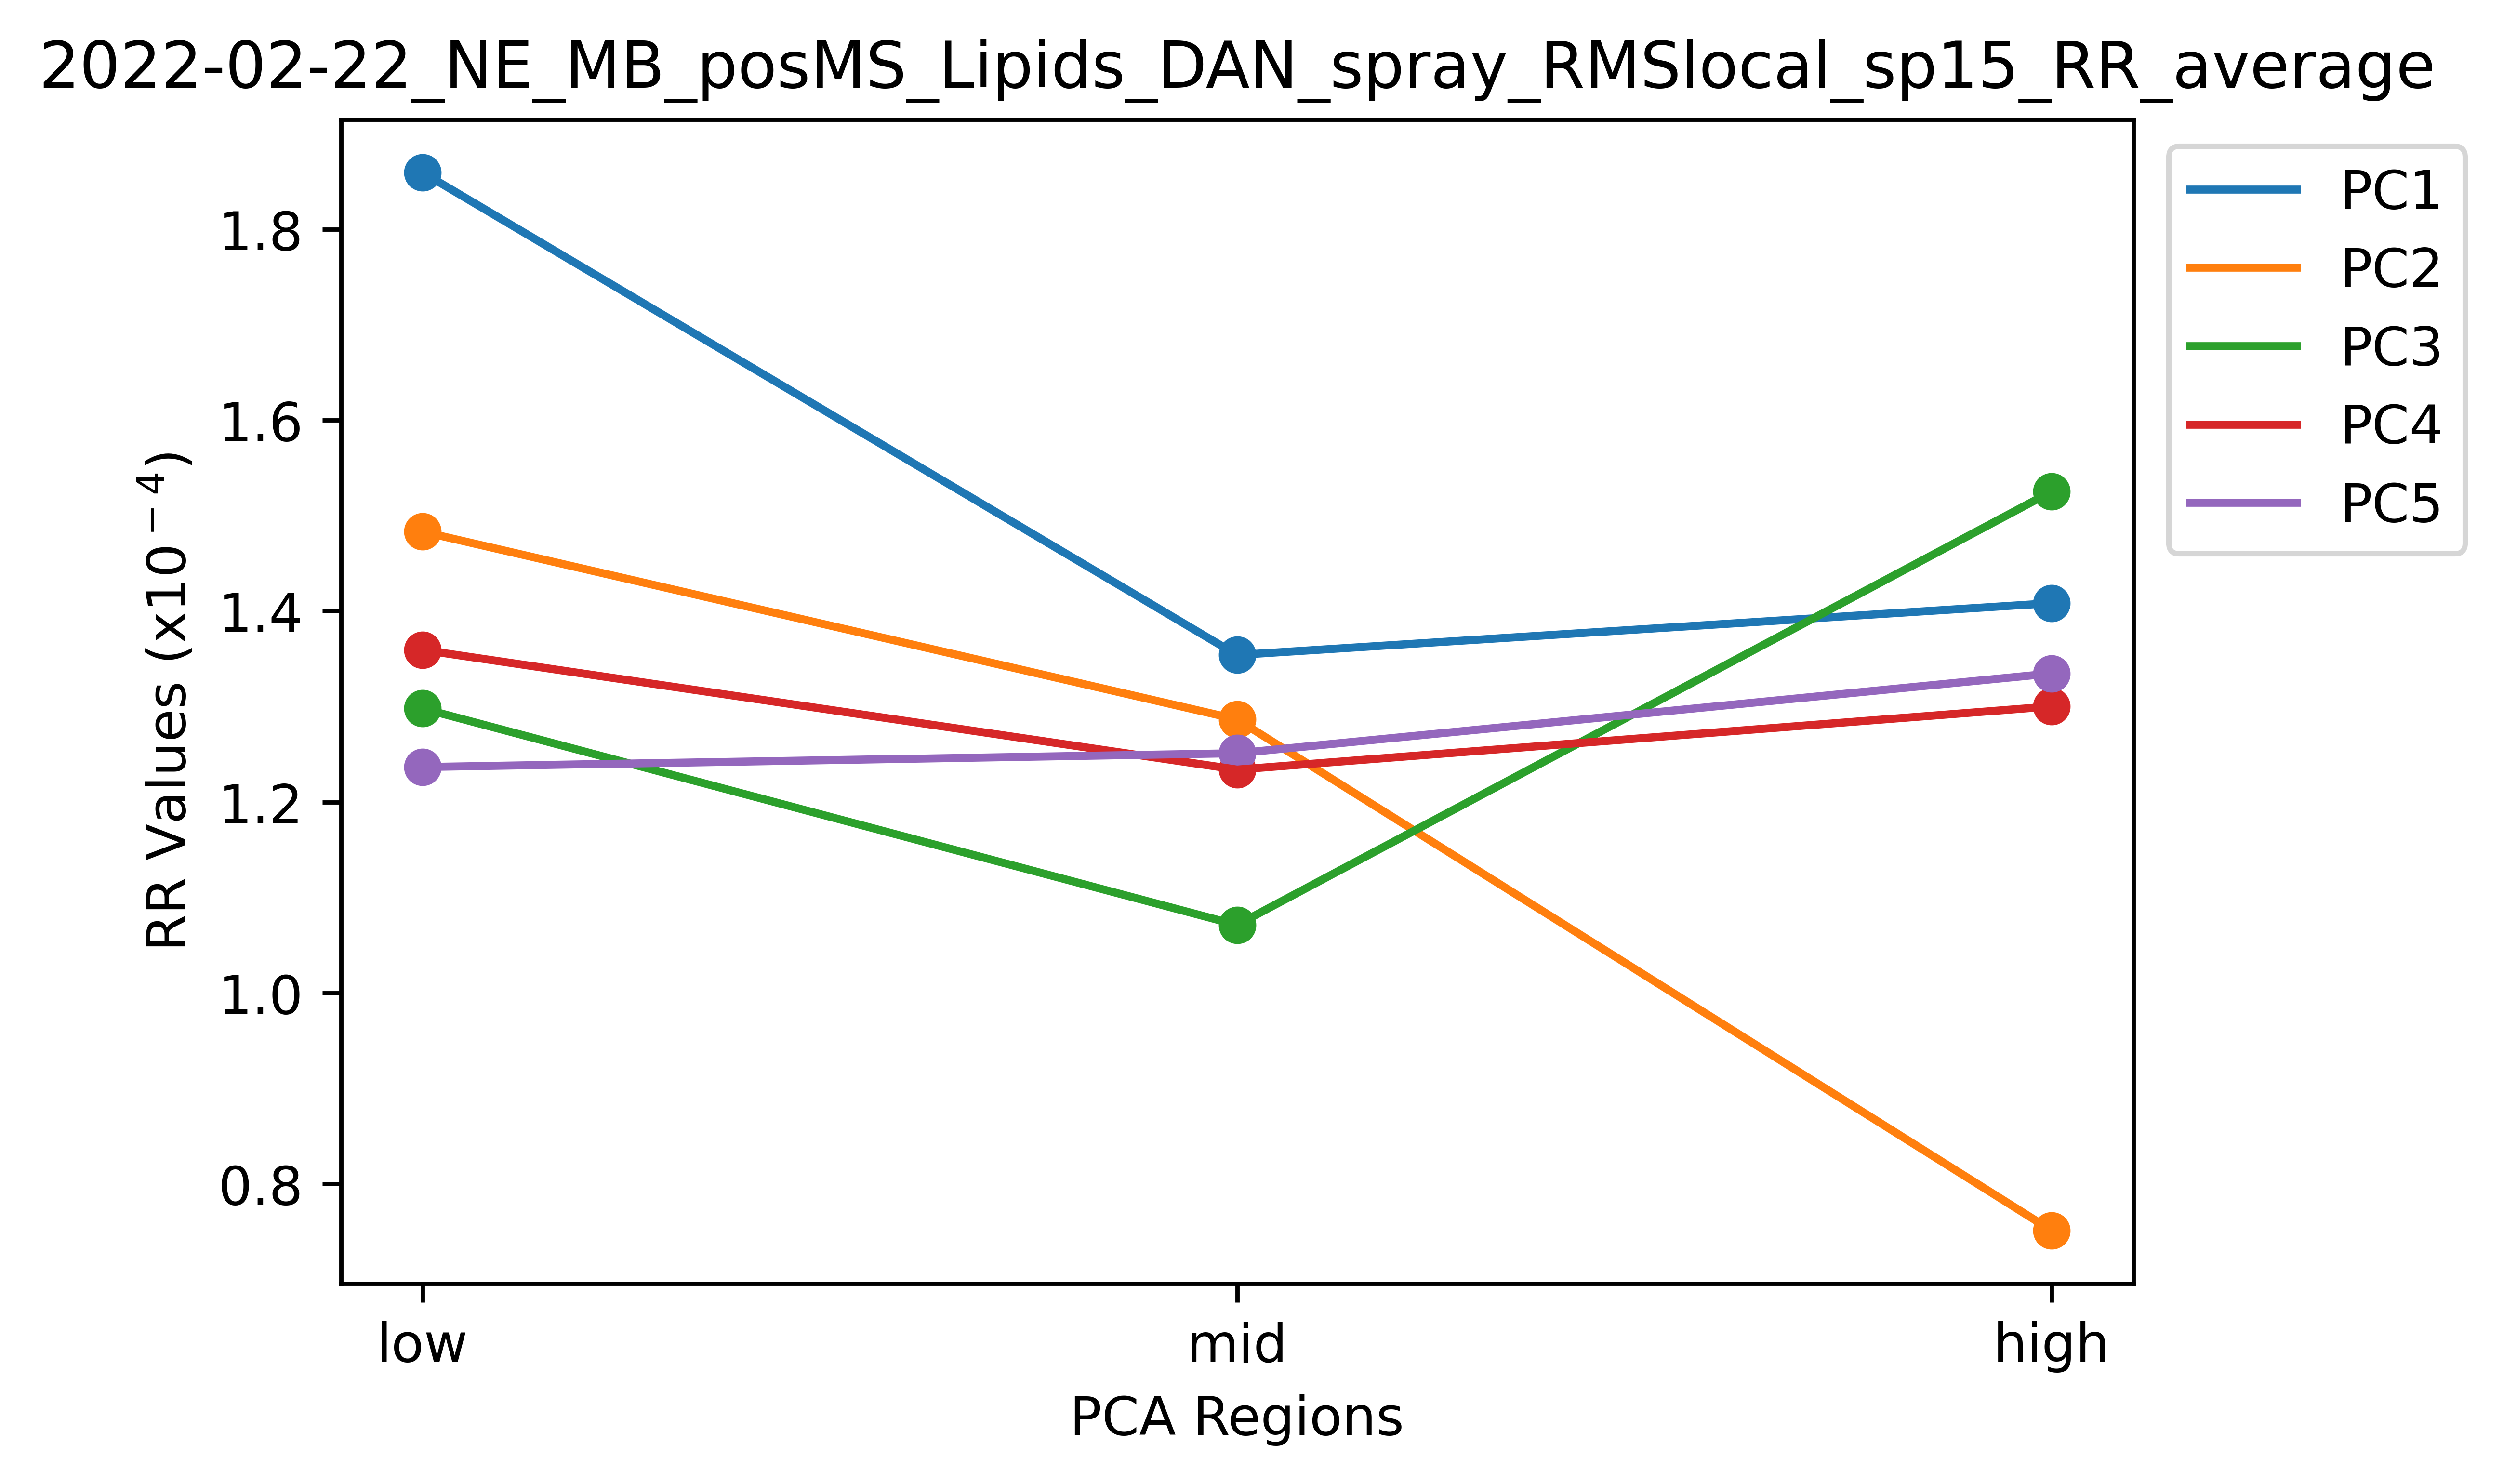 2022-02-22_NE_MB_posMS_Lipids_DAN_spray_RMSlocal_sp15_RR_average
PC1
PC2
PC3
PC4
PC5
RR Values (x10⁻⁴)
1.8
1.6
1.4
1.2
1.0
0.8
low mid high
PCA Regions